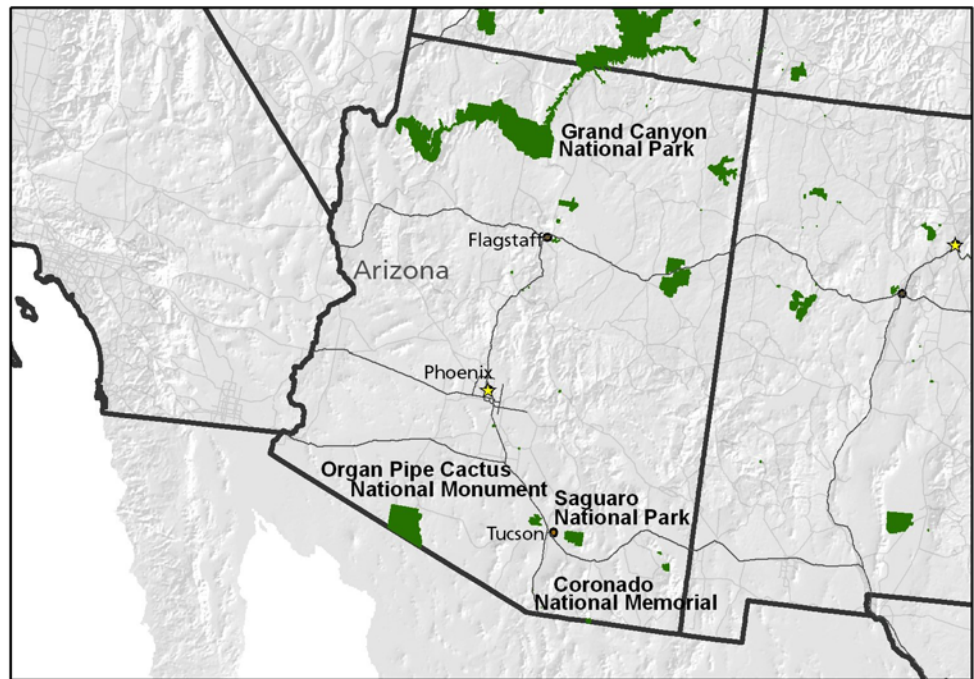 Grand Canyon
National Park
Flagstaff
Arizona
Phoenix
Organ Pipe Cactus
National Monument
Saguaro
National Park
Tucson
Coronado
National Memorial